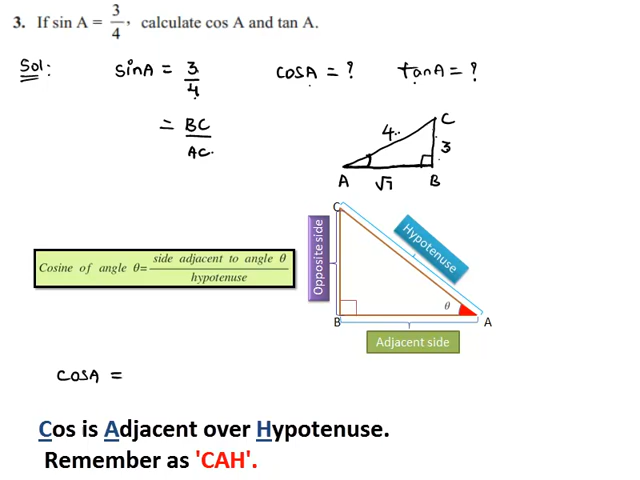 3. If sin A = 3/4, calculate cos A and tan A.
Sol: sinA = 3/4 cosA = ? tanA = ?
= BC/AC
C
4
3
A √7 B
C
Opposite side
Hypotenuse
Cosine of angle θ= side adjacent to angle θ / hypotenuse
θ
B
A
Adjacent side
cosA =
Cos is Adjacent over Hypotenuse.
Remember as 'CAH'.